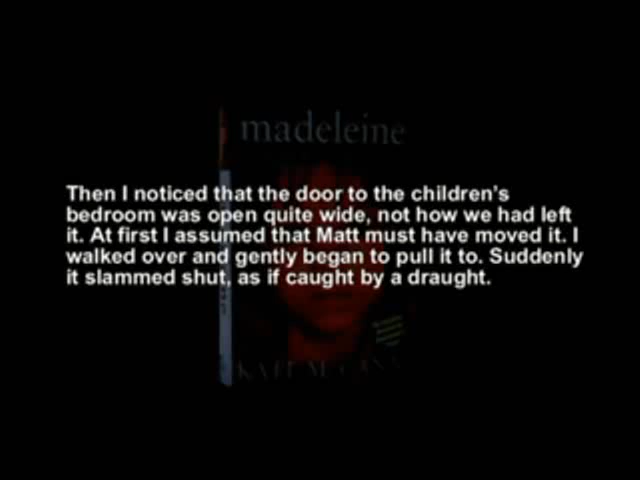 madeleine
Then I noticed that the door to the children's
bedroom was open quite wide, not how we had left
it. At first I assumed that Matt must have moved it. I
walked over and gently began to pull it to. Suddenly
it slammed shut, as if caught by a draught.